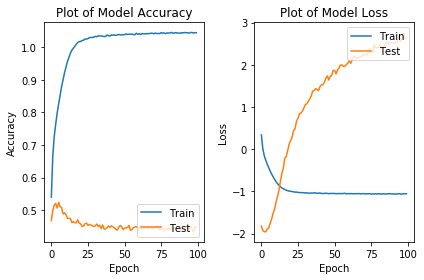 Plot of Model Accuracy
1.0
0.9
0.8
0.7
0.6
0.5
Accuracy
0
25
50
75
100
Epoch
Train
Test
Plot of Model Loss
3
2
1
0
−1
−2
Loss
0
25
50
75
100
Epoch
Train
Test